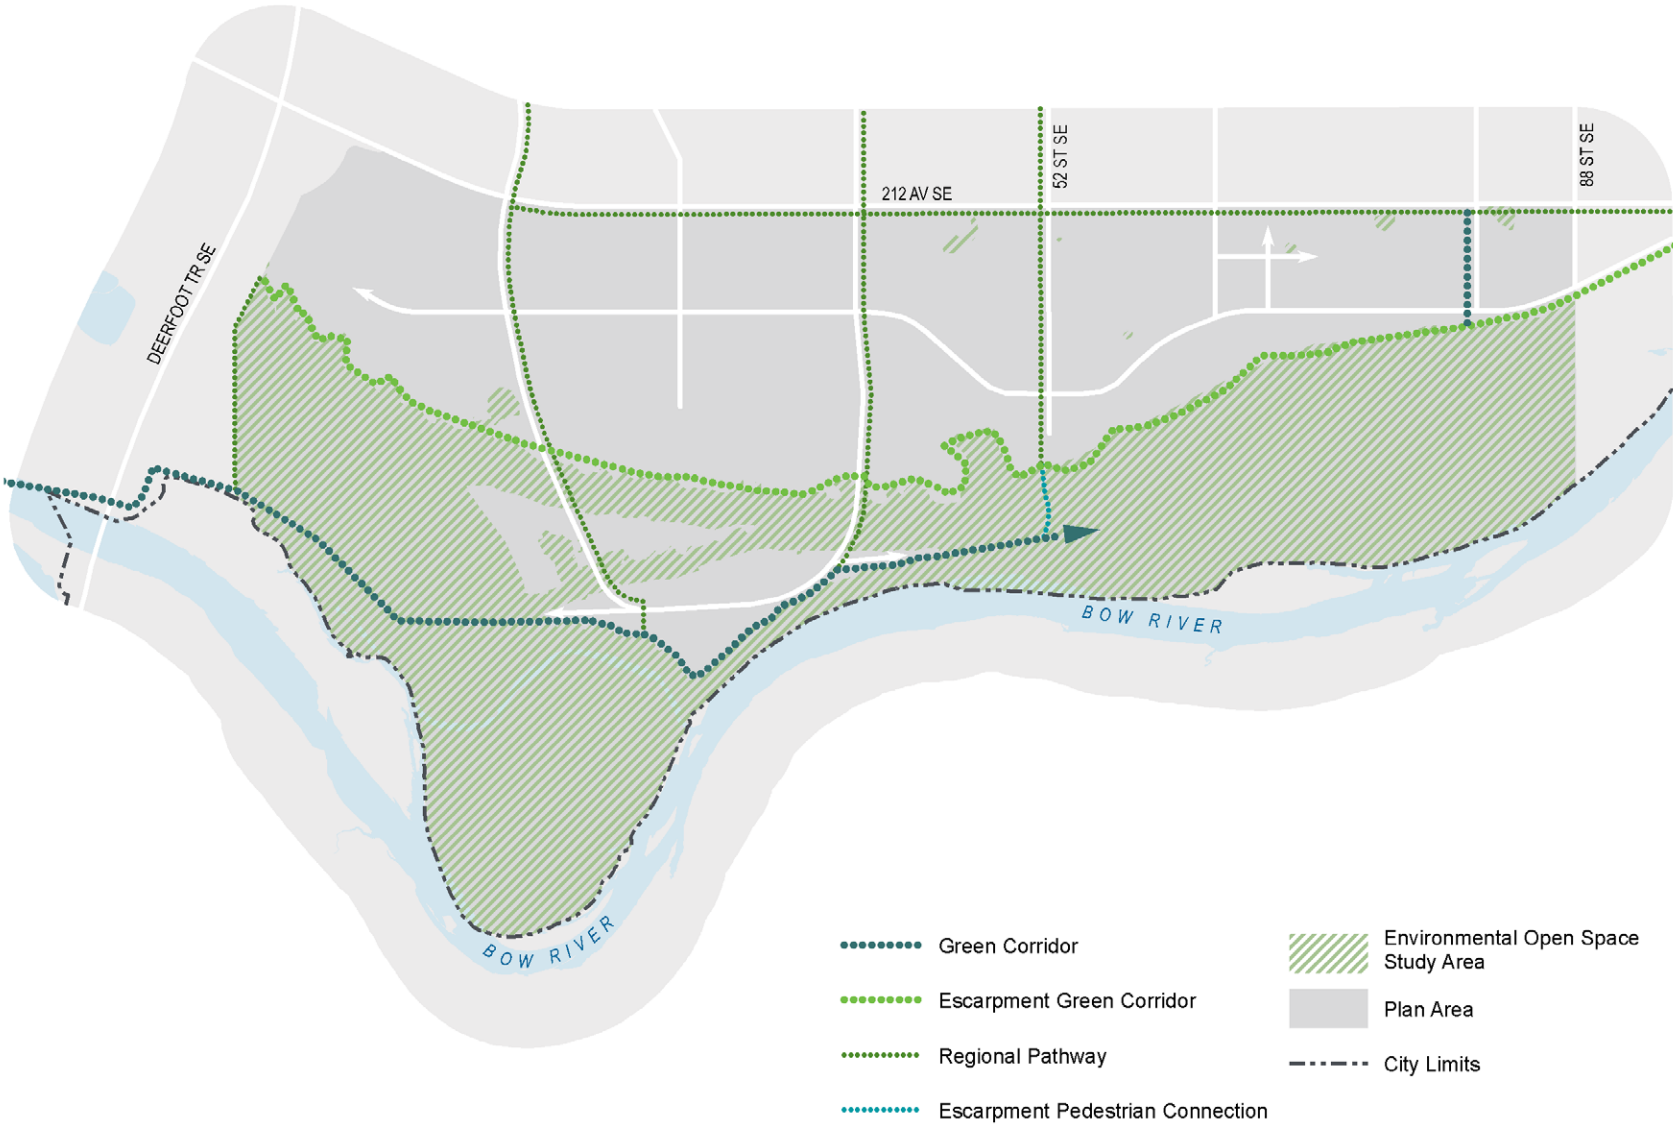 52 ST SE
88 ST SE
212 AV SE
DEERFOOT TR SE
BOW RIVER
BOW RIVER
Green Corridor
Escarpment Green Corridor
Regional Pathway
Escarpment Pedestrian Connection
Environmental Open Space
Study Area
Plan Area
City Limits